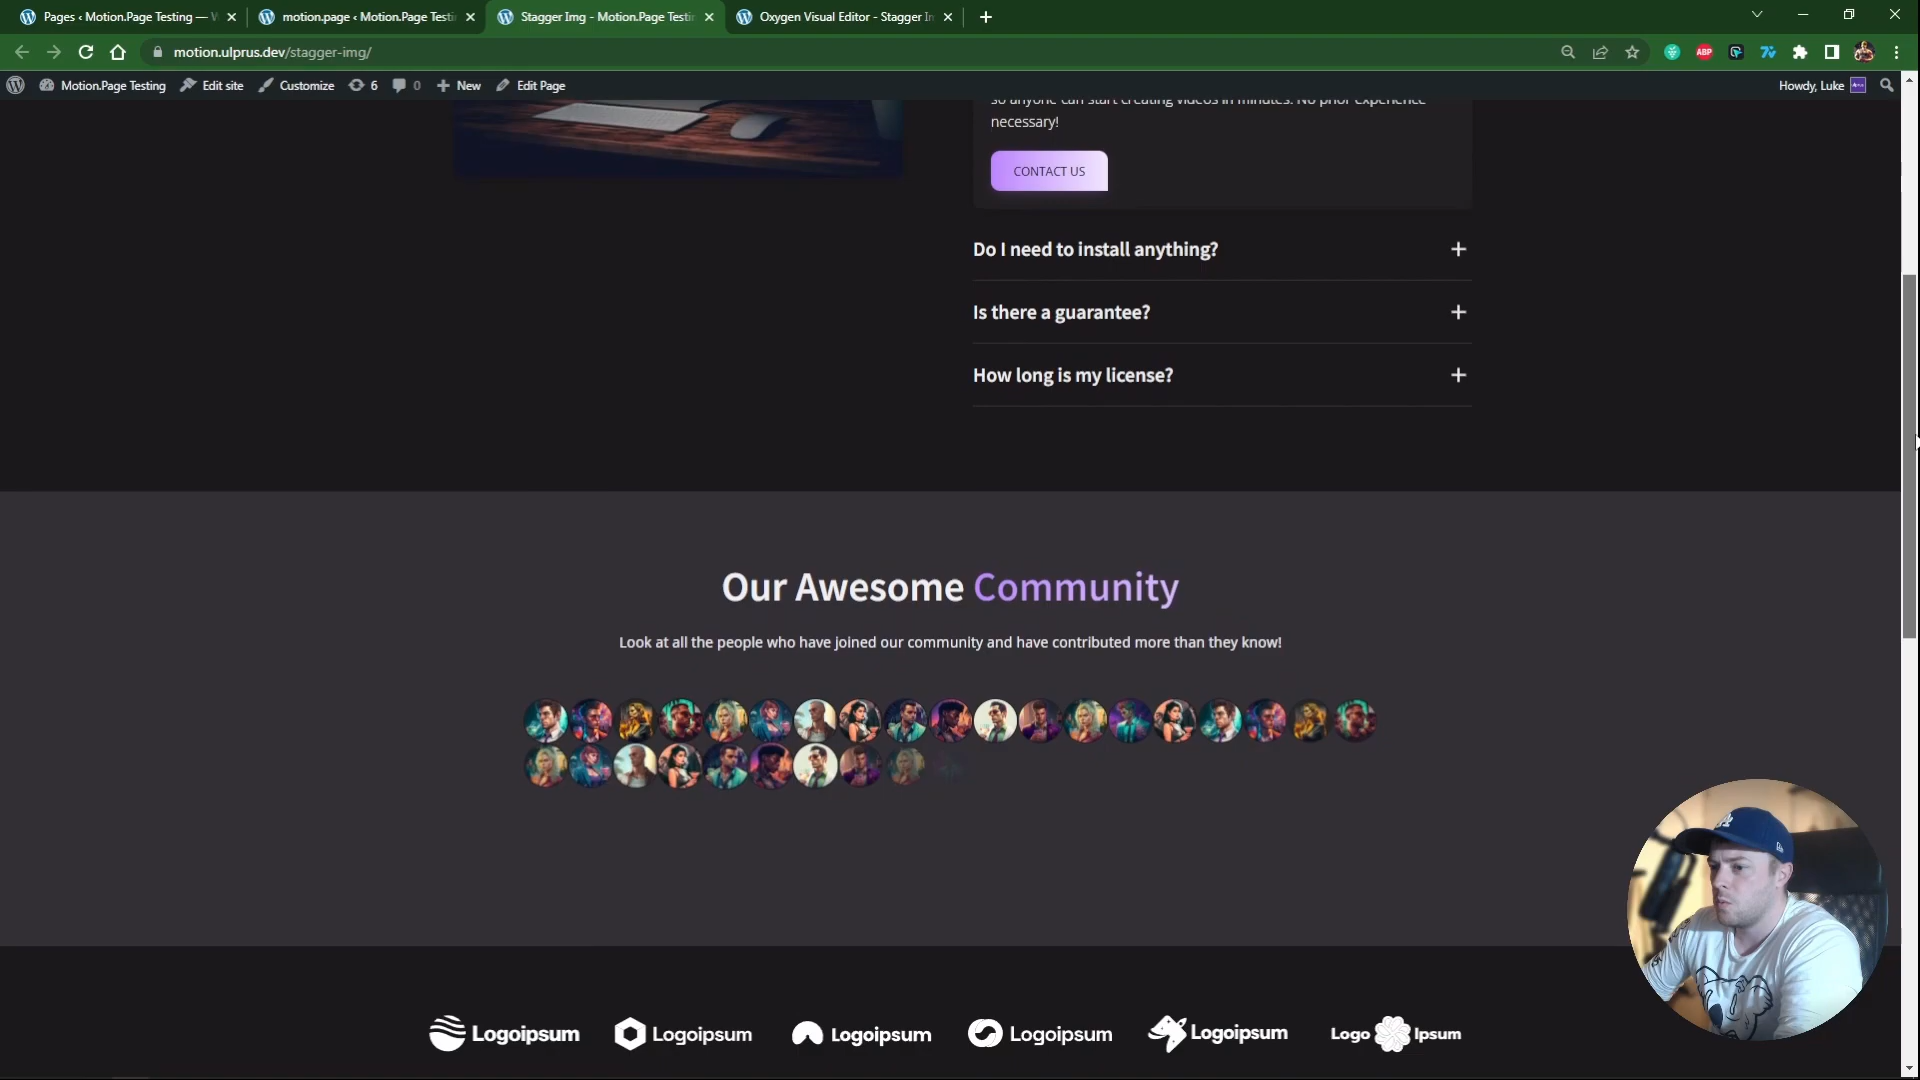 Pages ‹ Motion.Page Testing — W
motion.page ‹ Motion.Page Testi
Stagger Img - Motion.Page Testin
Oxygen Visual Editor - Stagger Im
motion.ulprus.dev/stagger-img/
ABP
Motion.Page Testing
Edit site
Customize
6
0
New
Edit Page
Howdy, Luke
so anyone can start creating videos in minutes. No prior experience
necessary!
CONTACT US
Do I need to install anything?
Is there a guarantee?
How long is my license?
Our Awesome Community
Look at all the people who have joined our community and have contributed more than they know!
Logoipsum
Logoipsum
Logoipsum
Logoipsum
Logoipsum
Logo Ipsum